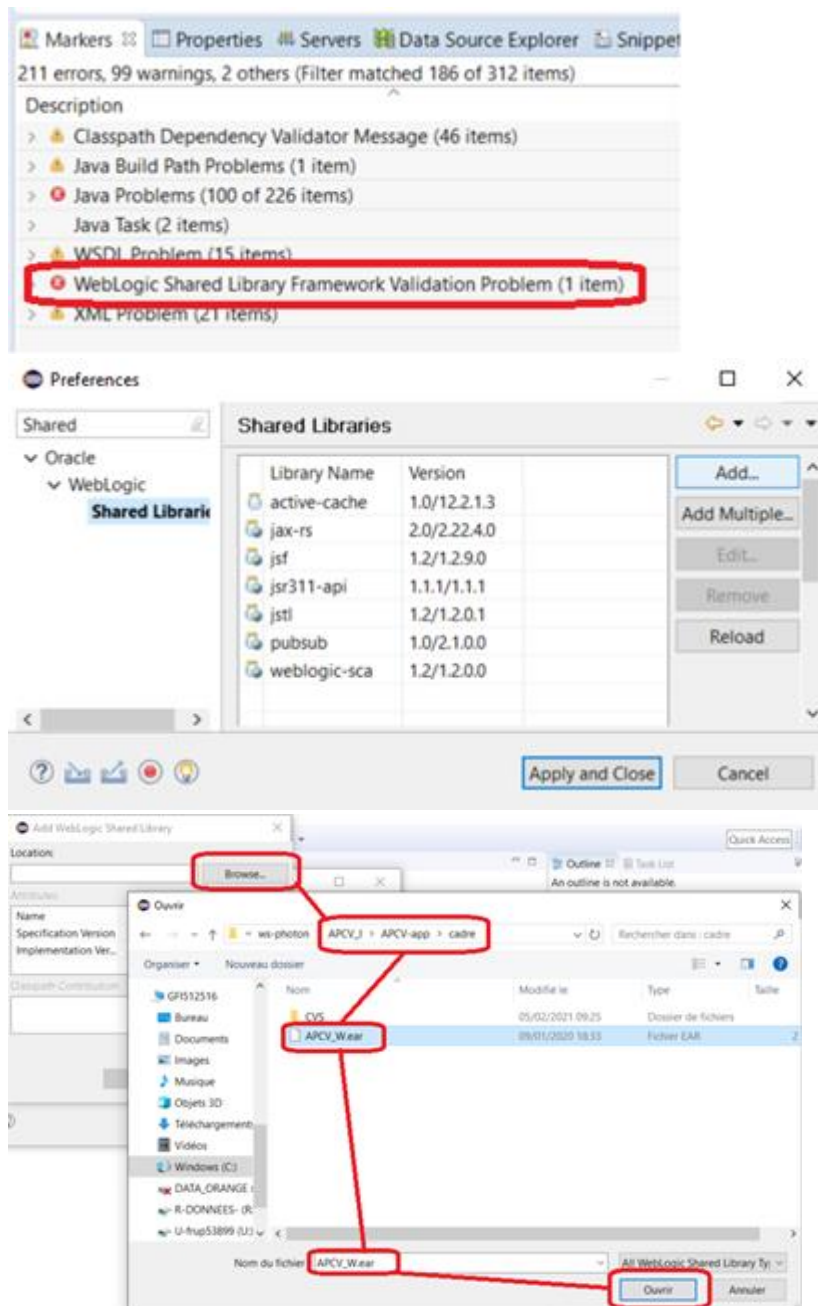 Markers Properties Servers Data Source Explorer Snippet
211 errors, 99 warnings, 2 others (Filter matched 186 of 312 items)
Description
Classpath Dependency Validator Message (46 items)
Java Build Path Problems (1 item)
Java Problems (100 of 226 items)
Java Task (2 items)
WSDL Problem (15 items)
WebLogic Shared Library Framework Validation Problem (1 item)
XML Problem (21 items)
Preferences
Shared
Shared Libraries
Oracle
WebLogic
Shared Librarie
Library Name Version
active-cache 1.0/12.2.1.3
jax-rs 2.0/2.22.4.0
jsf 1.2/1.2.9.0
jsr311-api 1.1.1/1.1.1
jstl 1.2/1.2.0.1
pubsub 1.0/2.1.0.0
weblogic-sca 1.2/1.2.0.0
Add...
Add Multiple...
Edit...
Remove
Reload
Apply and Close Cancel
Add WebLogic Shared Library
Quick Access
Location:
Browse...
Outline Task List
An outline is not available.
Attributes:
Name
Specification Version
Implementation Ver...
Classpath Contribution
Ouvrir
ws-photon APCV_J > APCV-app > cadre
Rechercher dans : cadre
Organiser Nouveau dossier
Nom Modifié le Type Taille
CVS 05/02/2021 09:25 Dossier de fichiers
APCV_W.ear 09/01/2020 18:33 Fichier EAR 2
GFI512516
Bureau
Documents
Images
Musique
Objets 3D
Téléchargement
Vidéos
Windows (C:)
DATA_ORANGE
R-DONNÉES- (R:
U-frup53899 (U:)
Nom du fichier APCV_W.ear
All WebLogic Shared Library Ty
Ouvrir Annuler